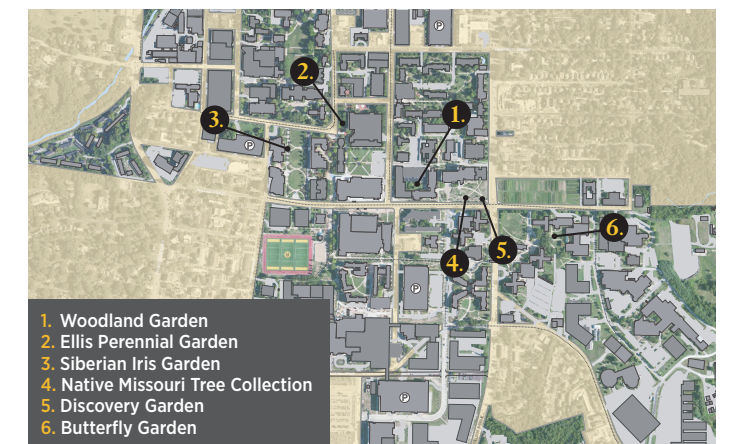 P
2.
3.
1.
P
6.
4.
5.
P
1. Woodland Garden
2. Ellis Perennial Garden
3. Siberian Iris Garden
4. Native Missouri Tree Collection
5. Discovery Garden
6. Butterfly Garden
P